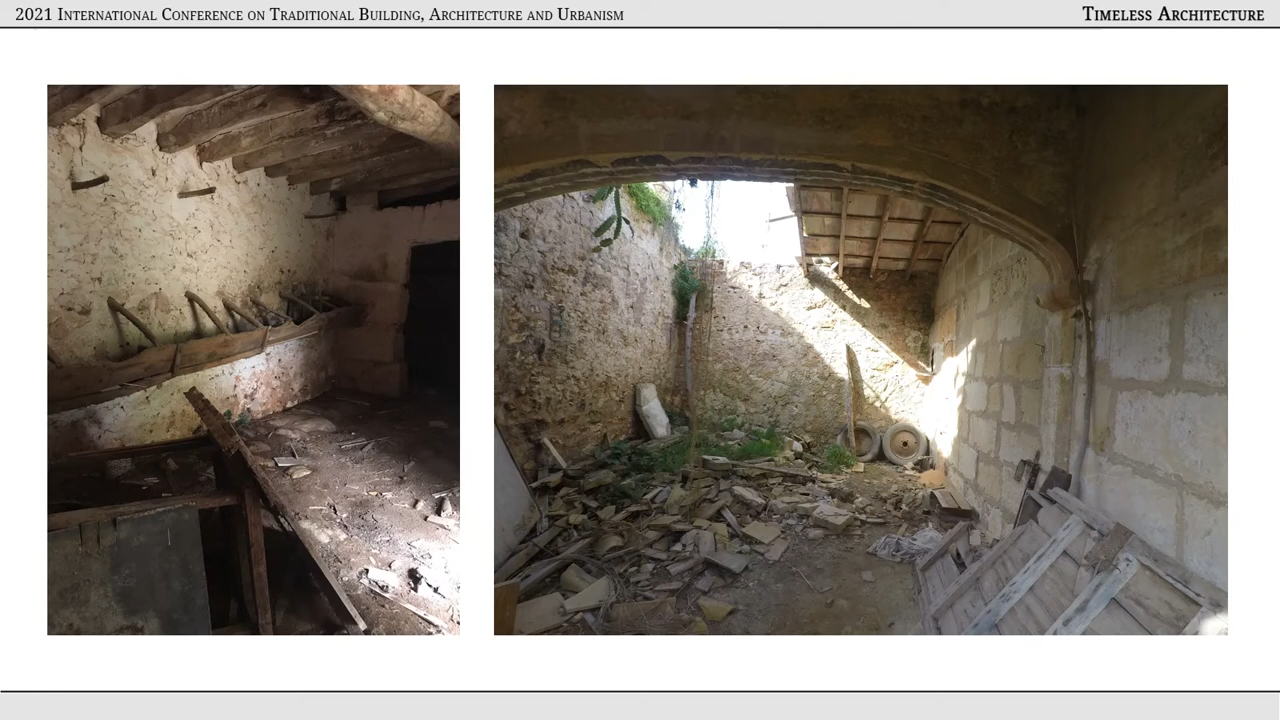 2021 International Conference on Traditional Building, Architecture and Urbanism
Timeless Architecture